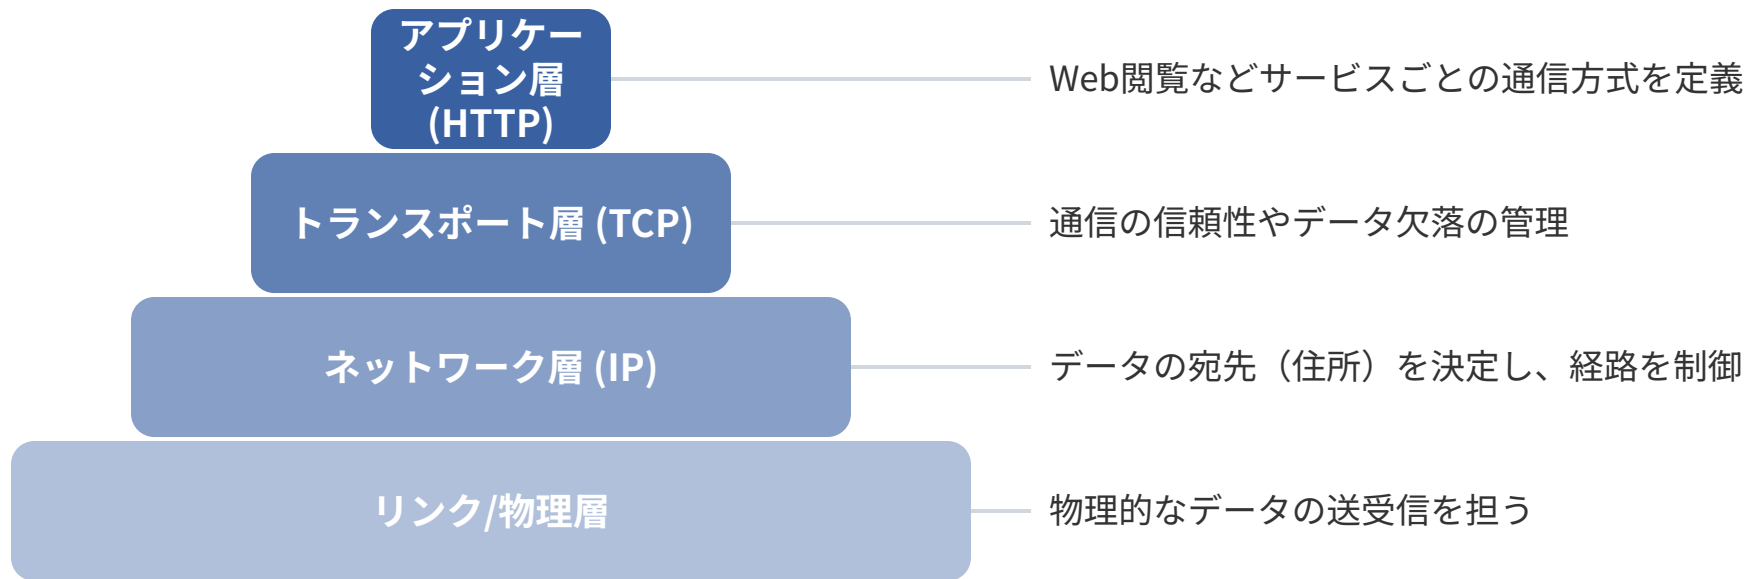 アプリケー
ション層
(HTTP)
Web閲覧などサービスごとの通信方式を定義
トランスポート層 (TCP)
通信の信頼性やデータ欠落の管理
ネットワーク層 (IP)
データの宛先（住所）を決定し、経路を制御
リンク/物理層
物理的なデータの送受信を担う